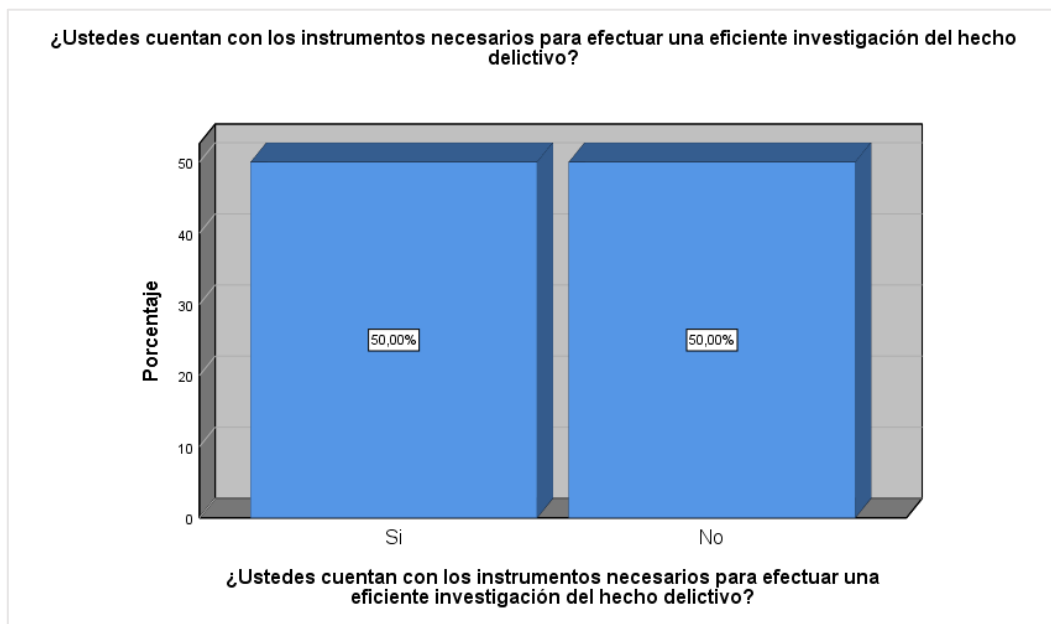 ¿Ustedes cuentan con los instrumentos necesarios para efectuar una eficiente investigación del hecho
delictivo?
50
40
30
20
10
0
Porcentaje
50,00%
50,00%
Si
No
¿Ustedes cuentan con los instrumentos necesarios para efectuar una
eficiente investigación del hecho delictivo?